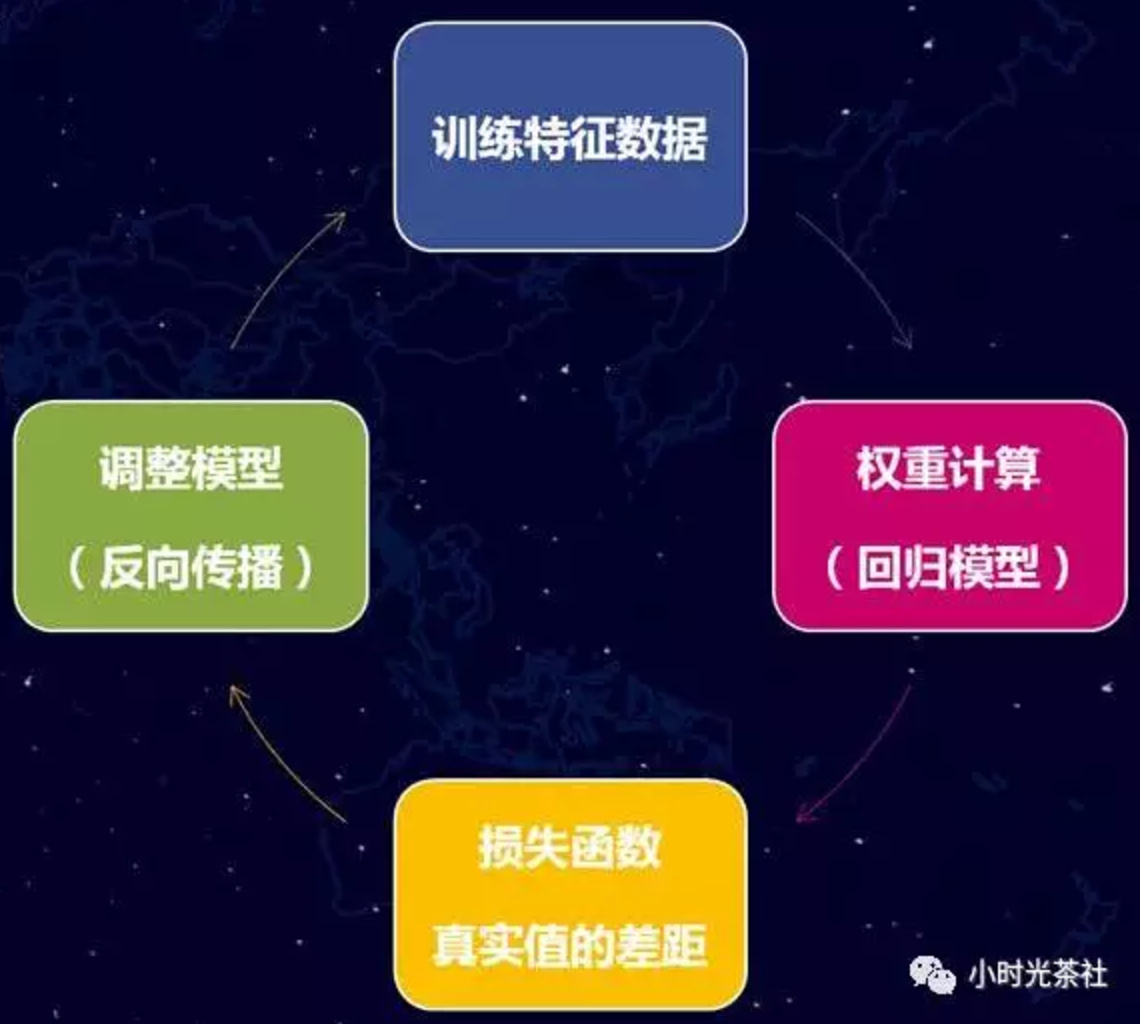 训练特征数据
调整模型
（反向传播）
权重计算
（回归模型）
损失函数
真实值的差距
小时光茶社